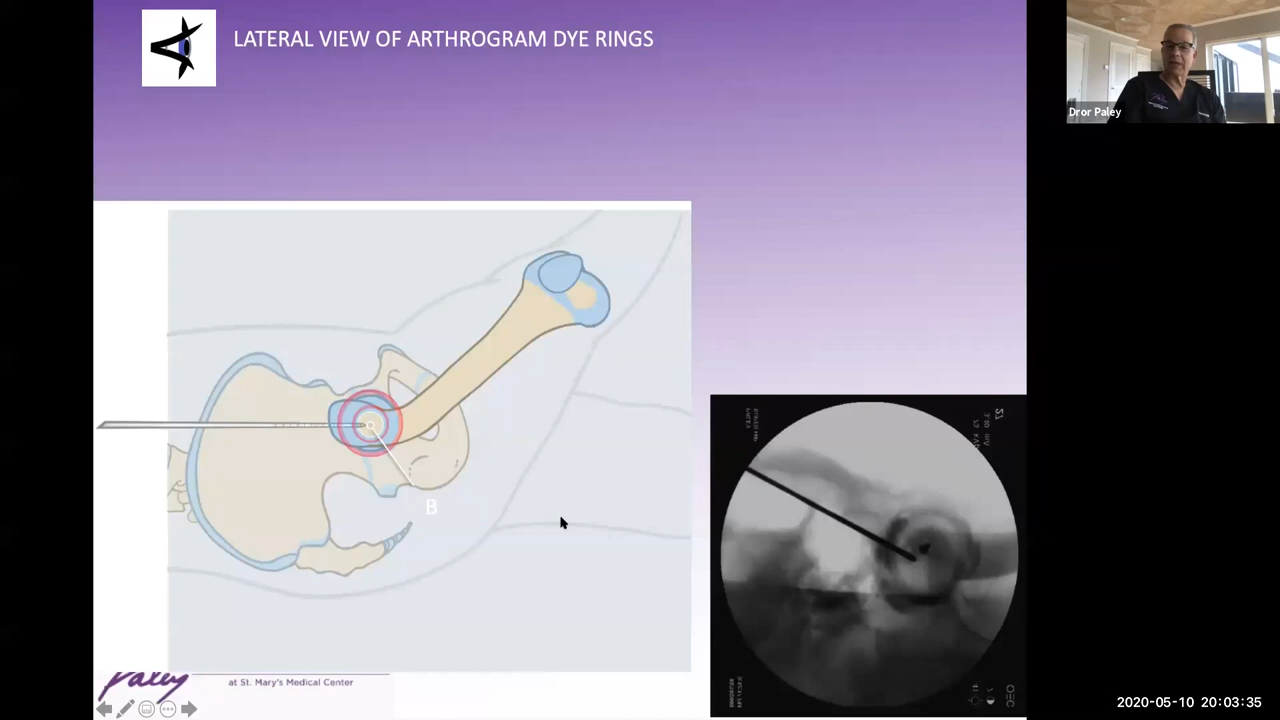 LATERAL VIEW OF ARTHROGRAM DYE RINGS
Dror Paley
B
Paley
at St. Mary's Medical Center
2020-05-10 20:03:35